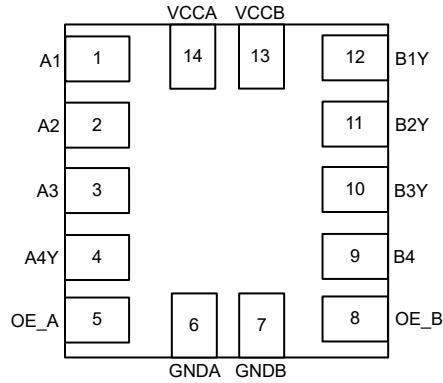 VCCA VCCB
A1 1 14 13 12 B1Y
A2 2 11 B2Y
A3 3 10 B3Y
A4Y 4 9 B4
OE_A 5 6 7 8 OE_B
GNDA GNDB